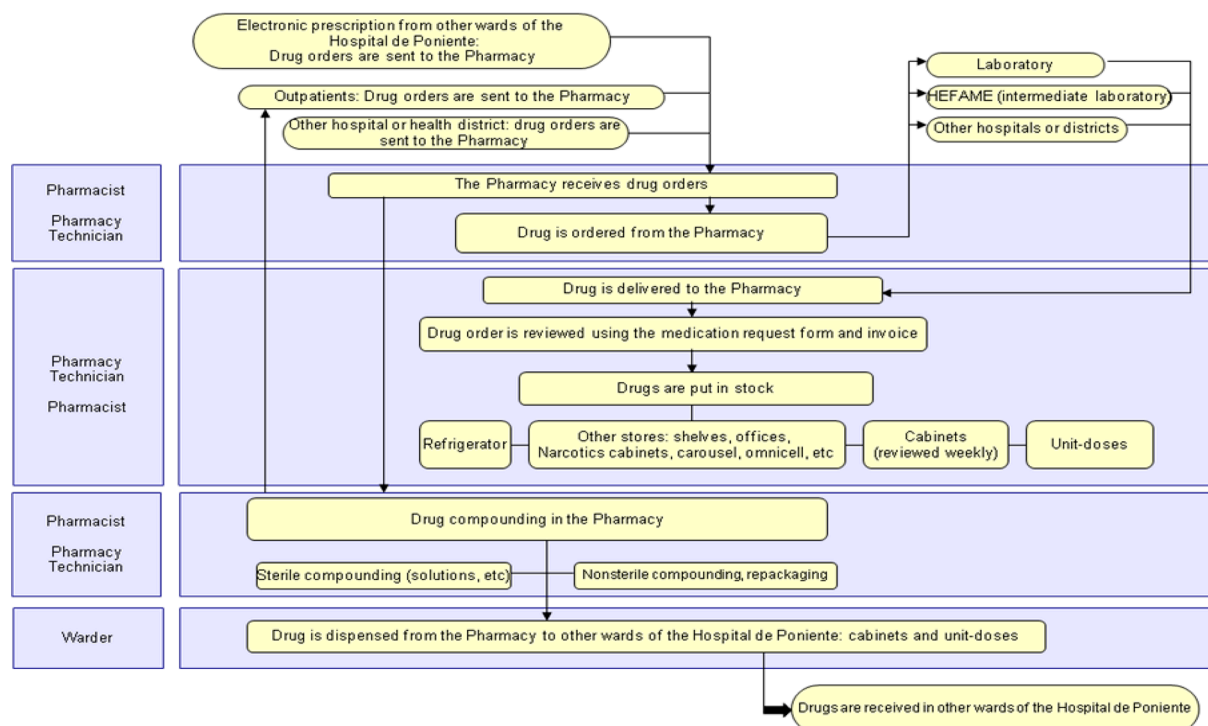 Electronic prescription from other wards of the
Hospital de Poniente:
Drug orders are sent to the Pharmacy
Outpatients: Drug orders are sent to the Pharmacy
Other hospital or health district: drug orders are
sent to the Pharmacy
Laboratory
HEFAME (intermediate laboratory)
Other hospitals or districts
Pharmacist
Pharmacy
Technician
The Pharmacy receives drug orders
Drug is ordered from the Pharmacy
Pharmacy
Technician
Pharmacist
Drug is delivered to the Pharmacy
Drug order is reviewed using the medication request form and invoice
Drugs are put in stock
Refrigerator
Other stores: shelves, offices,
Narcotics cabinets, carousel, omnicell, etc
Cabinets
(reviewed weekly)
Unit-doses
Pharmacist
Pharmacy
Technician
Drug compounding in the Pharmacy
Sterile compounding (solutions, etc)
Nonsterile compounding, repackaging
Warder
Drug is dispensed from the Pharmacy to other wards of the Hospital de Poniente: cabinets and unit-doses
Drugs are received in other wards of the Hospital de Poniente